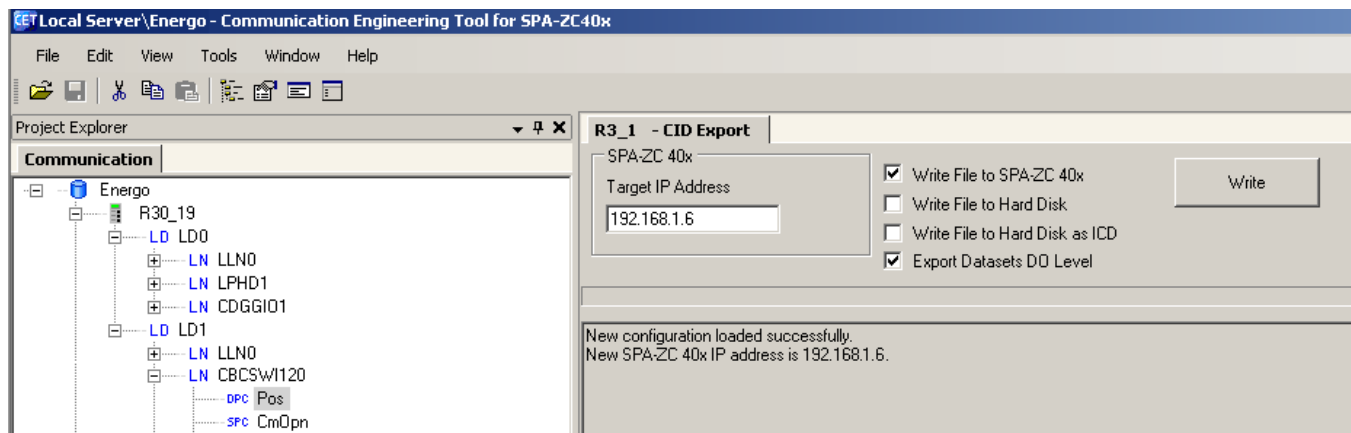 CET Local Server\Energo - Communication Engineering Tool for SPA-ZC40x
File Edit View Tools Window Help
Project Explorer
Communication
Energo
R30_19
LD LD0
LN LLN0
LN LPHD1
LN CDGGIO1
LD LD1
LN LLN0
LN CBCSWI120
DPC Pos
SPC CmOpn
R3_1 - CID Export
SPA-ZC 40x
Target IP Address
192.168.1.6
Write File to SPA-ZC 40x
Write File to Hard Disk
Write File to Hard Disk as ICD
Export Datasets DO Level
Write
New configuration loaded successfully.
New SPA-ZC 40x IP address is 192.168.1.6.